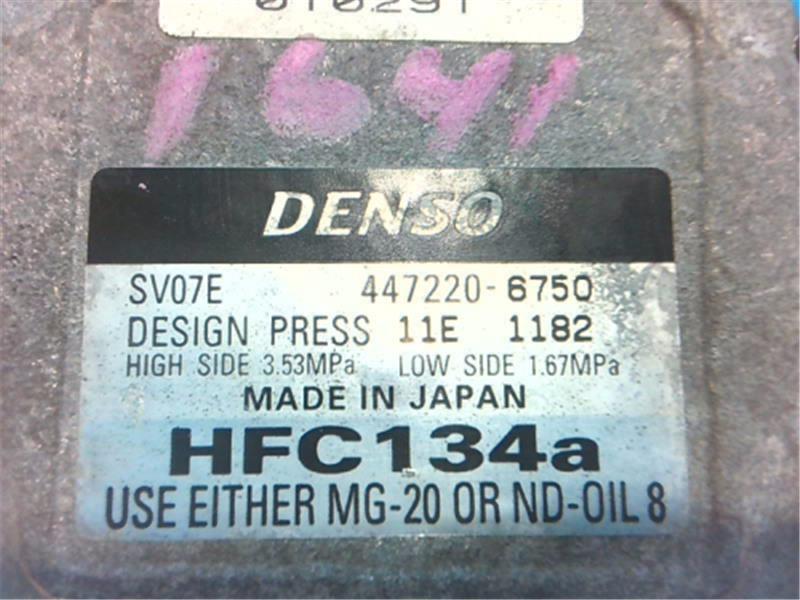 010291
1641
DENSO
SV07E 447220-6750
DESIGN PRESS 11E 1182
HIGH SIDE 3.53MPa LOW SIDE 1.67MPa
MADE IN JAPAN
HFC134a
USE EITHER MG-20 OR ND-OIL 8